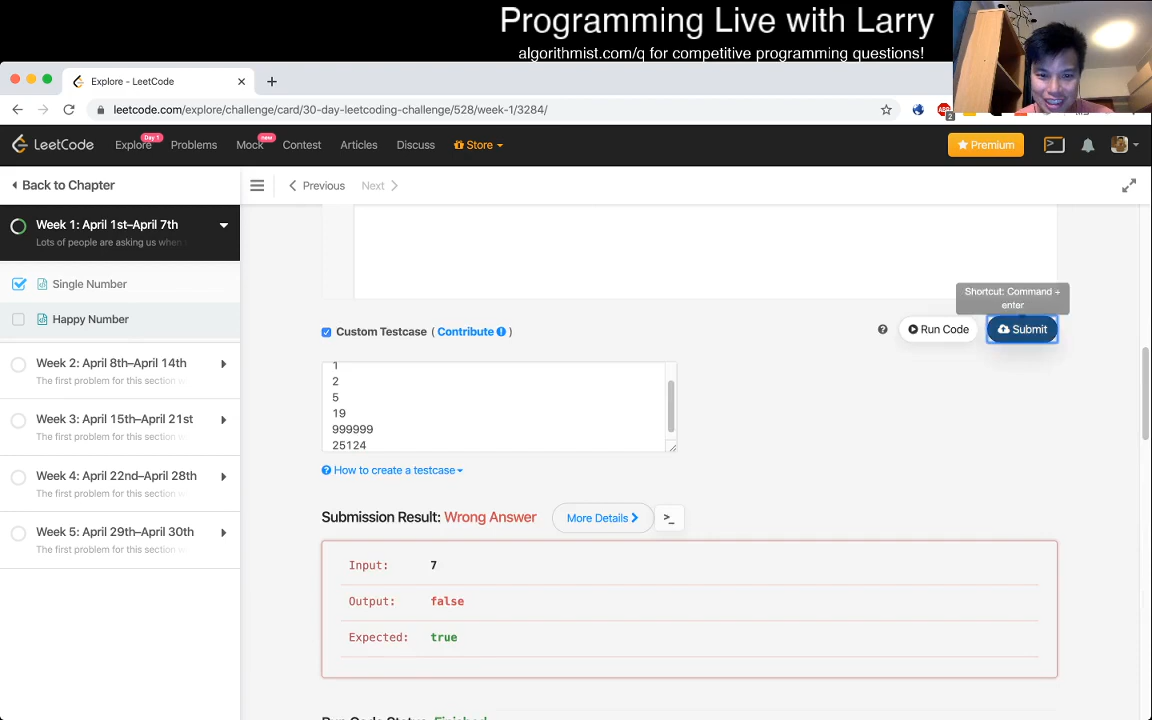 Programming Live with Larry
algorithmist.com/q for competitive programming questions!
Explore - LeetCode
leetcode.com/explore/challenge/card/30-day-leetcoding-challenge/528/week-1/3284/
2
LeetCode
Explore
Day 1
Problems
Mock
new
Contest
Articles
Discuss
Store
Premium
Back to Chapter
Previous
Next
Week 1: April 1st–April 7th
Lots of people are asking us when
Single Number
Happy Number
Week 2: April 8th–April 14th
The first problem for this section
Week 3: April 15th–April 21st
The first problem for this section
Week 4: April 22nd–April 28th
The first problem for this section
Week 5: April 29th–April 30th
The first problem for this section
Shortcut: Command +
enter
Custom Testcase ( Contribute )
Run Code
Submit
1
2
5
19
999999
25124
How to create a testcase
Submission Result: Wrong Answer
More Details
>_
Input: 7
Output: false
Expected: true
Run Code Status: Finished